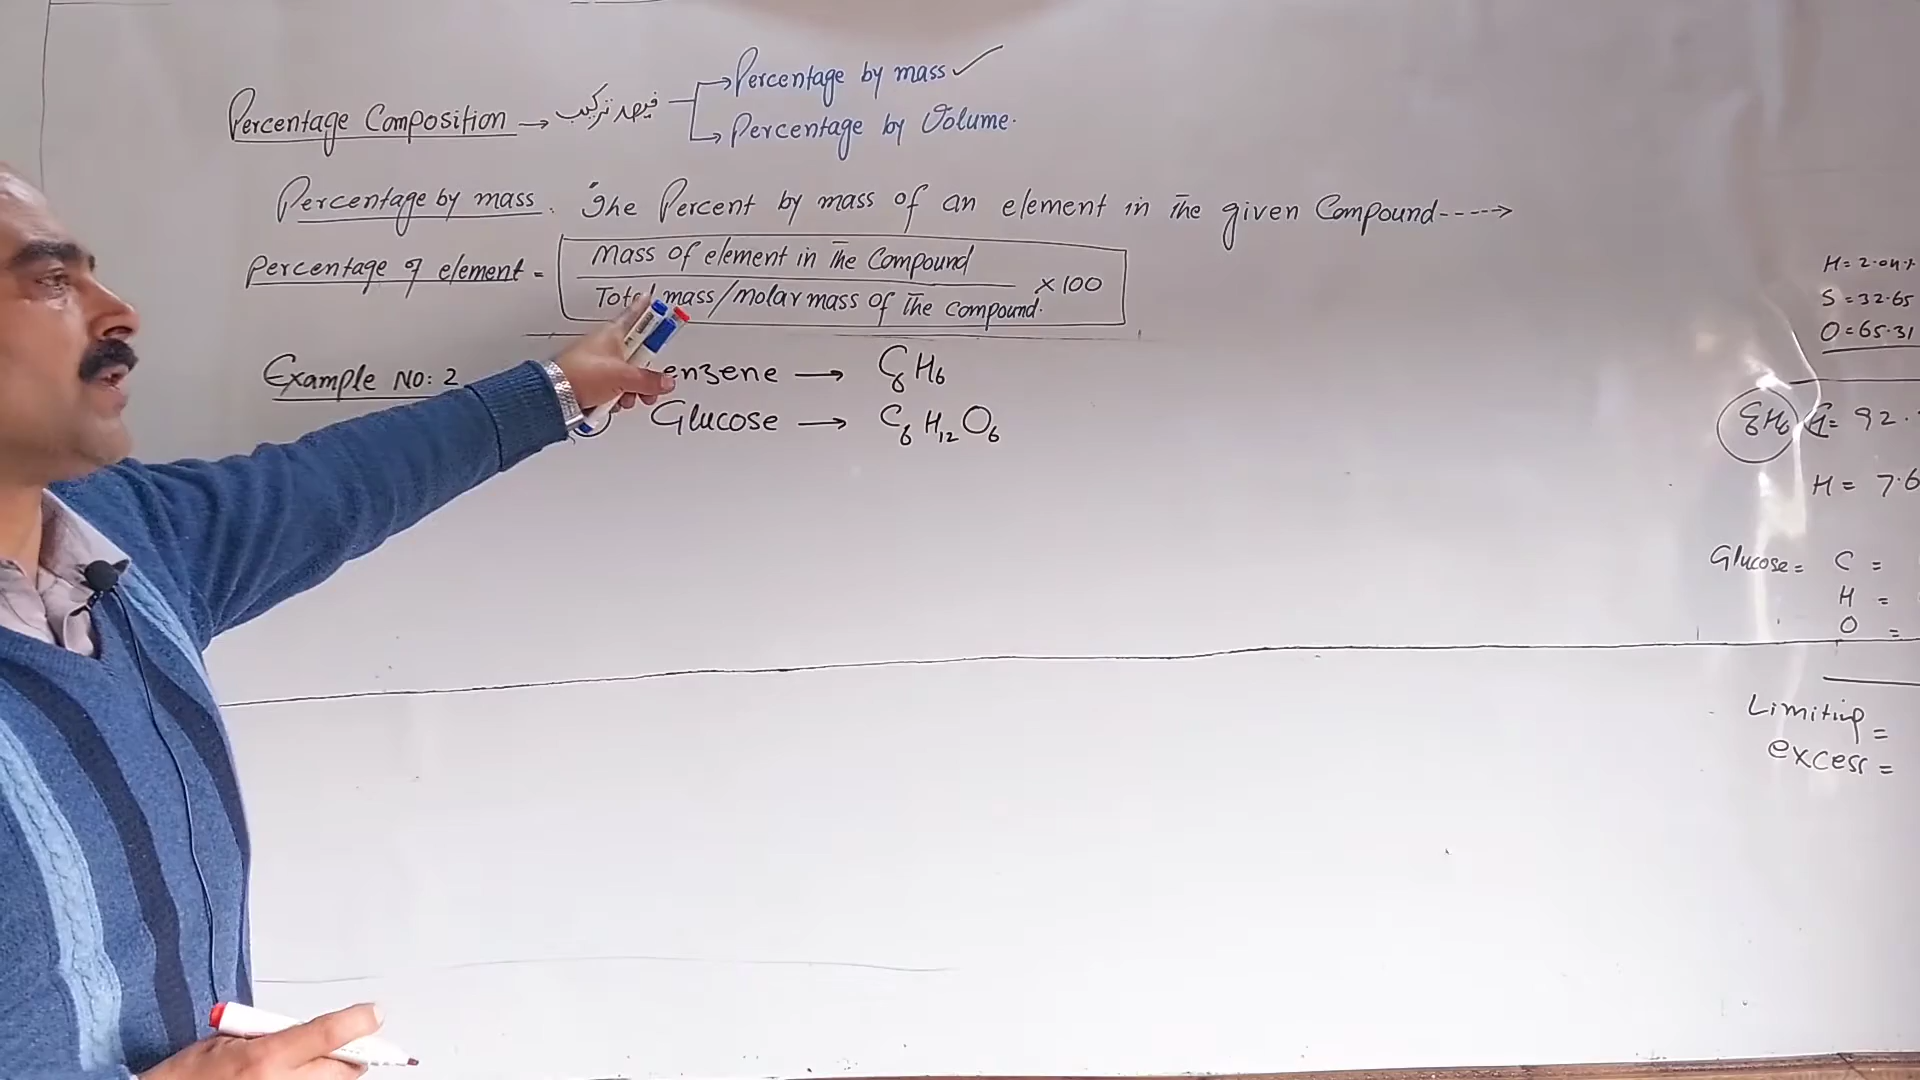 Percentage Composition → فیصد ترکیب → Percentage by mass ✓
→ Percentage by Volume.
Percentage by mass. The Percent by mass of an element in the given Compound---->
Percentage of element = Mass of element in the Compound
Total mass/molar mass of the compound. ×100
Example No: 2 enzene → C6H6
Glucose → C6H12O6
H = 2.04%
S = 32.65
O = 65.31
C6H6 C = 92.
H = 7.6
Glucose = C =
H =
O =
Limiting =
excess =